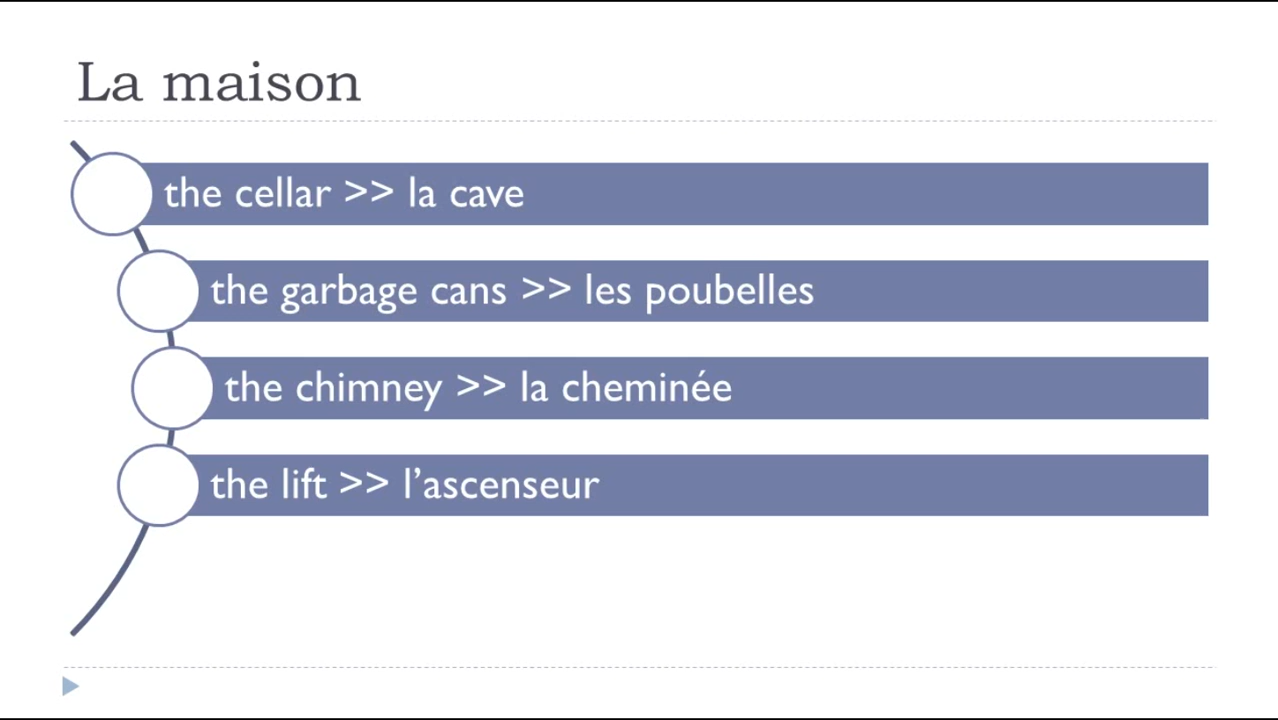 La maison
the cellar >> la cave
the garbage cans >> les poubelles
the chimney >> la cheminée
the lift >> l’ascenseur